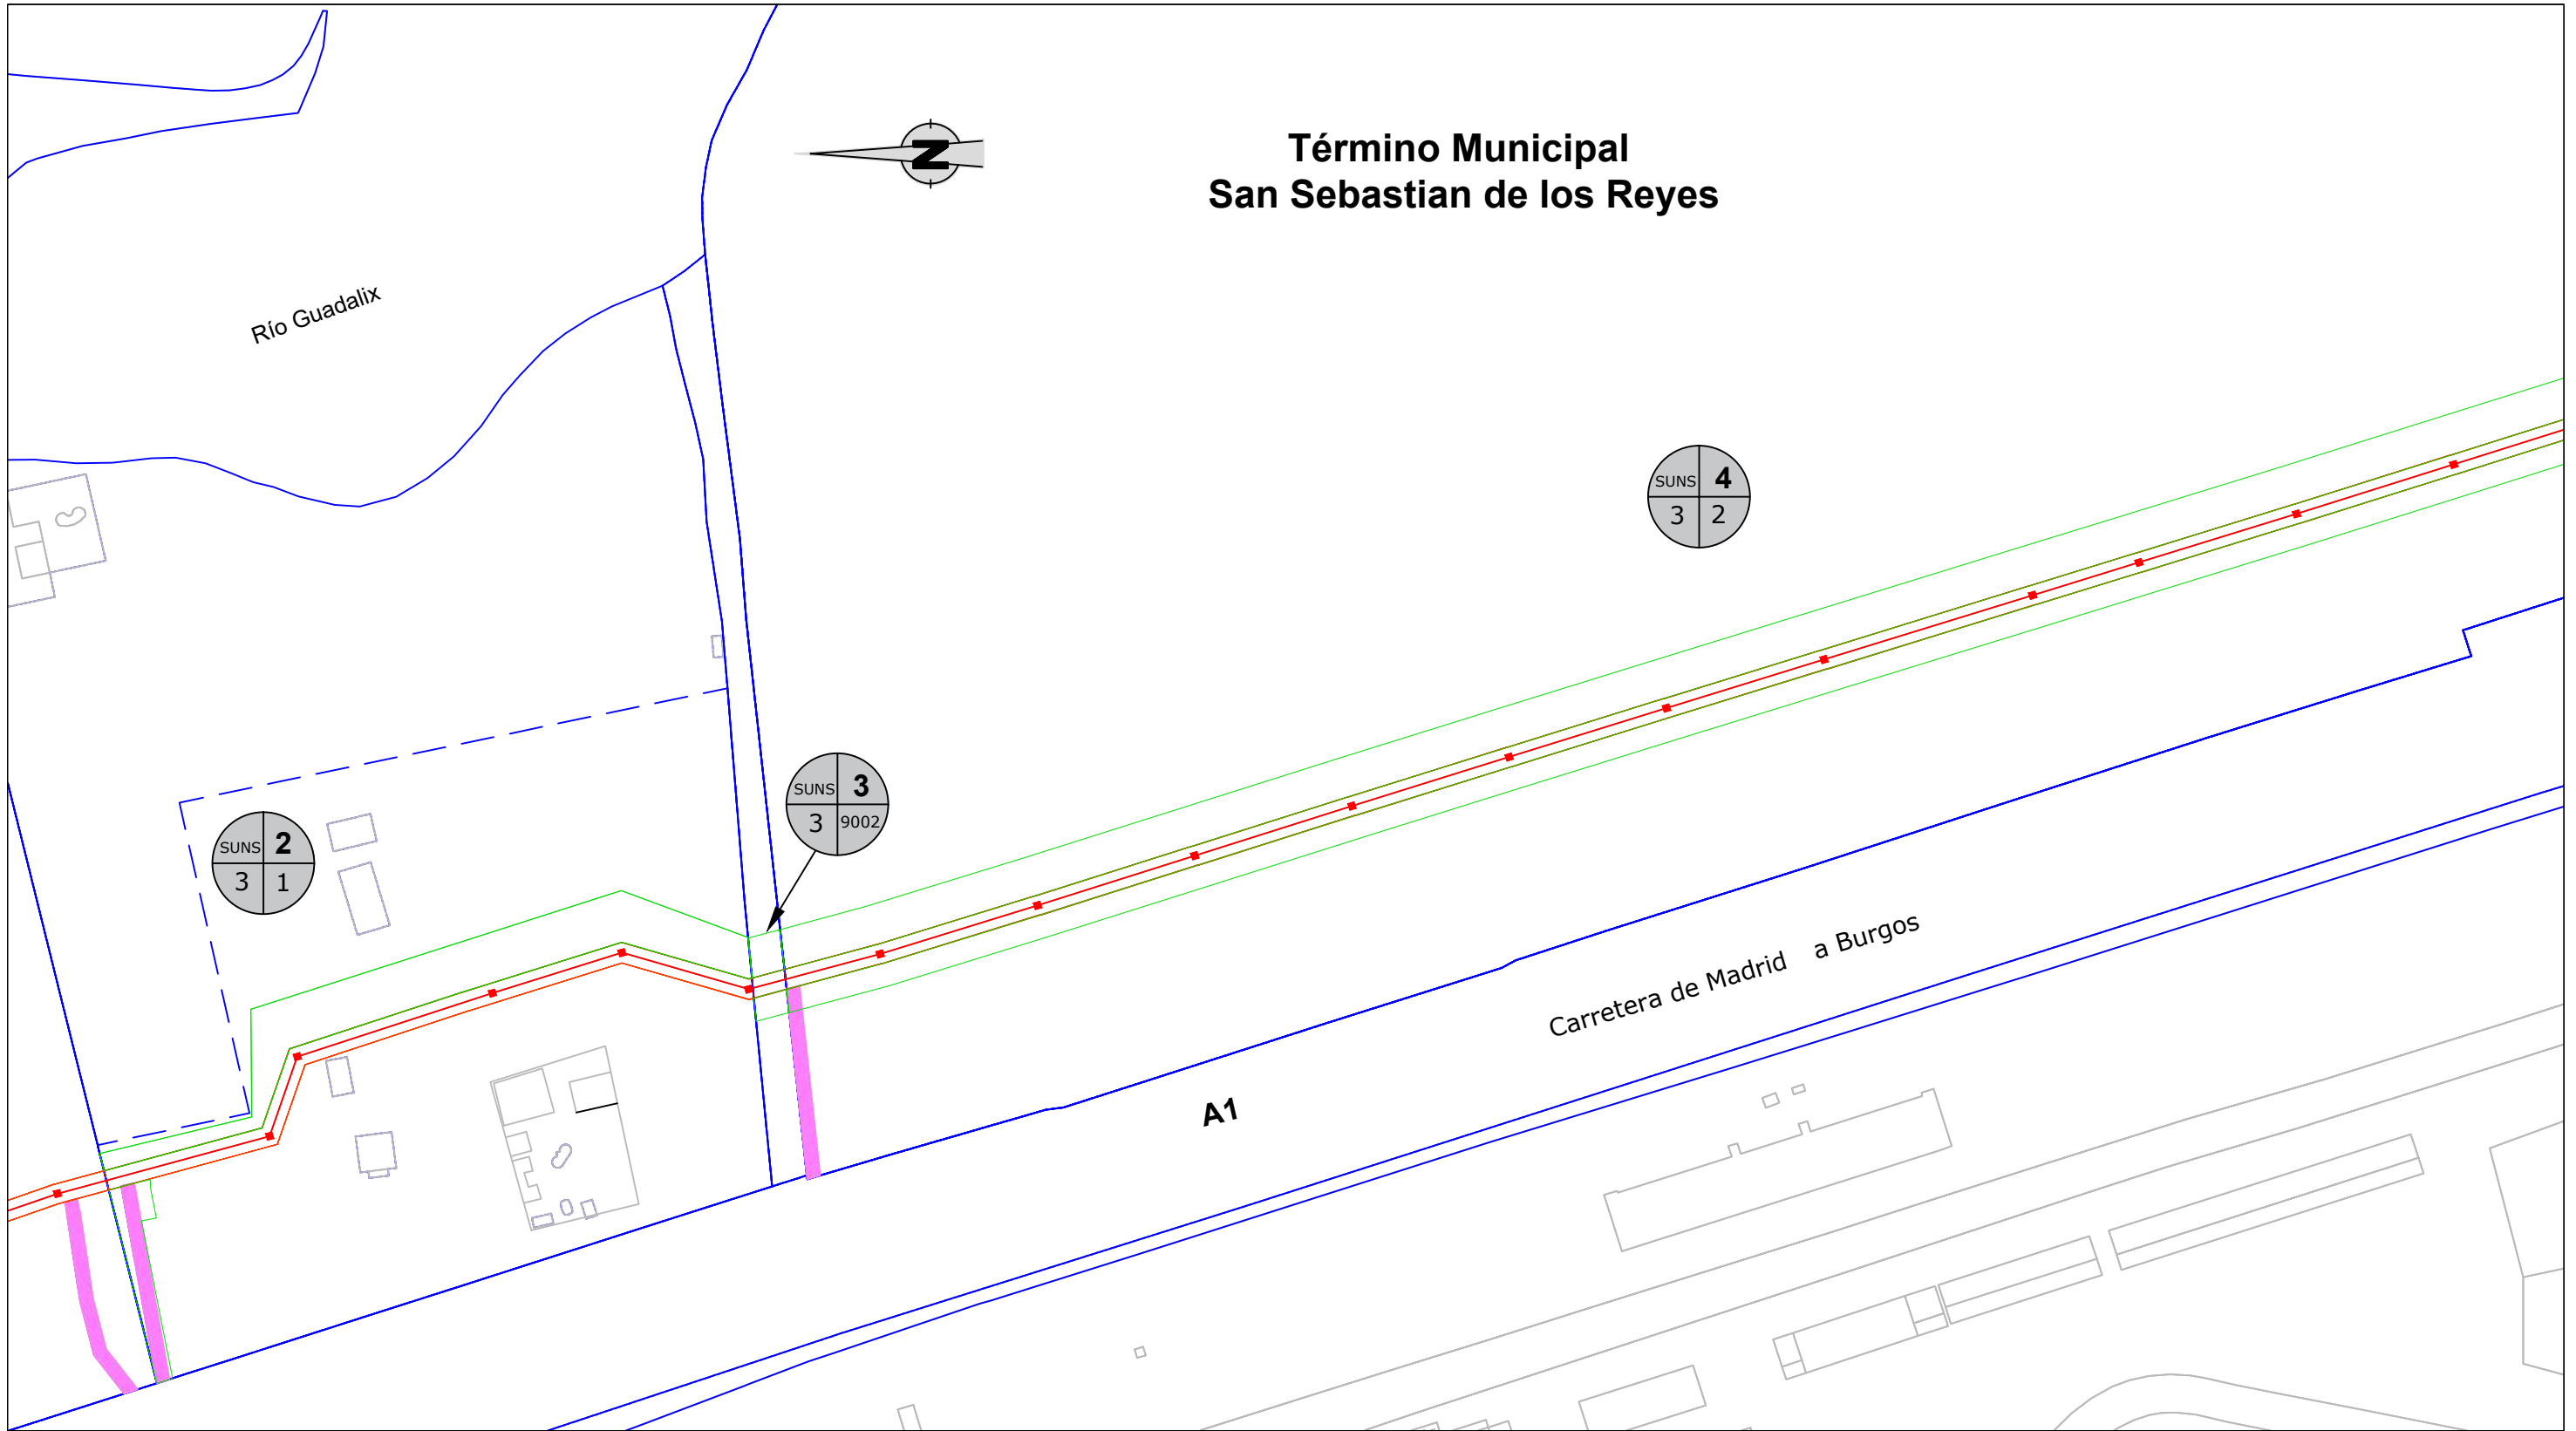 Término Municipal
San Sebastian de los Reyes
N
Río Guadalix
SUNS 4
3 2
SUNS 3
3 9002
SUNS 2
3 1
Carretera de Madrid a Burgos
A1